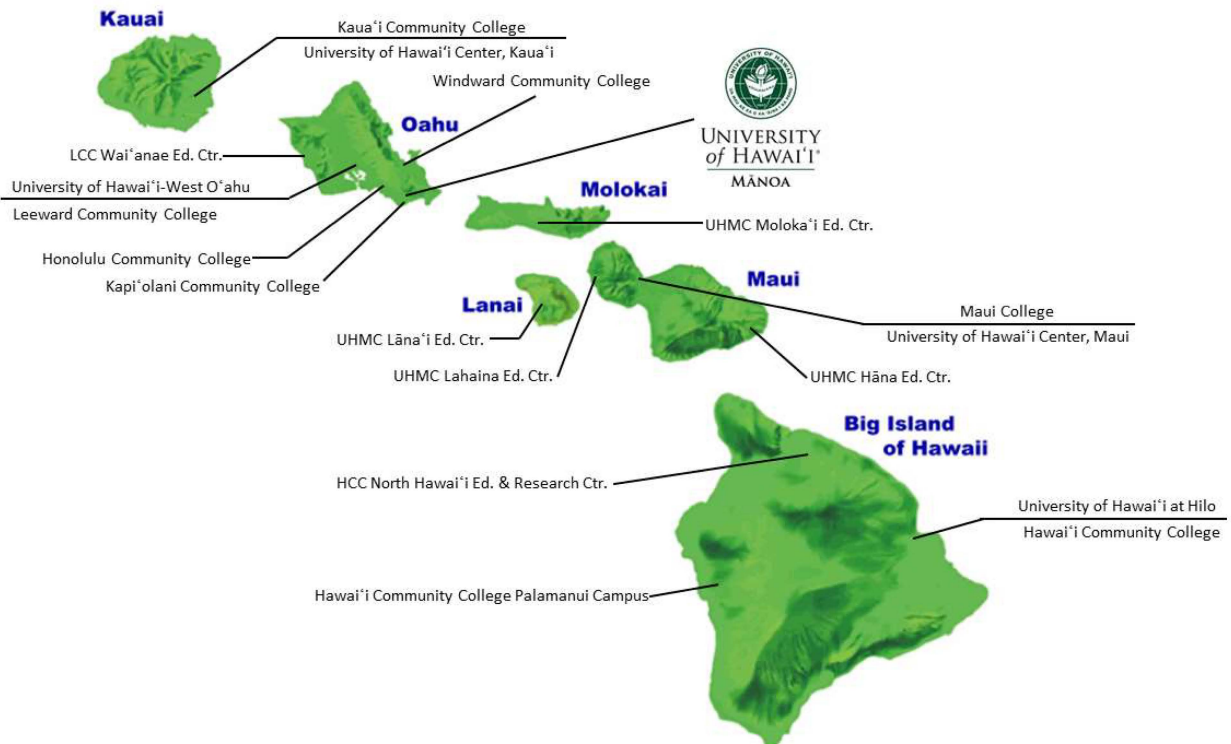 Kauai
Kauaʻi Community College
University of Hawaiʻi Center, Kauaʻi
Windward Community College
Oahu
LCC Waiʻanae Ed. Ctr.
University of Hawaiʻi-West Oʻahu
Leeward Community College
Honolulu Community College
Kapiʻolani Community College
UNIVERSITY
of HAWAIʻI®
MĀNOA
Molokai
UHMC Molokaʻi Ed. Ctr.
Lanai
UHMC Lānaʻi Ed. Ctr.
UHMC Lahaina Ed. Ctr.
Maui
Maui College
University of Hawaiʻi Center, Maui
UHMC Hāna Ed. Ctr.
Big Island
of Hawaii
HCC North Hawaiʻi Ed. & Research Ctr.
University of Hawaiʻi at Hilo
Hawaiʻi Community College
Hawaiʻi Community College Palamanui Campus